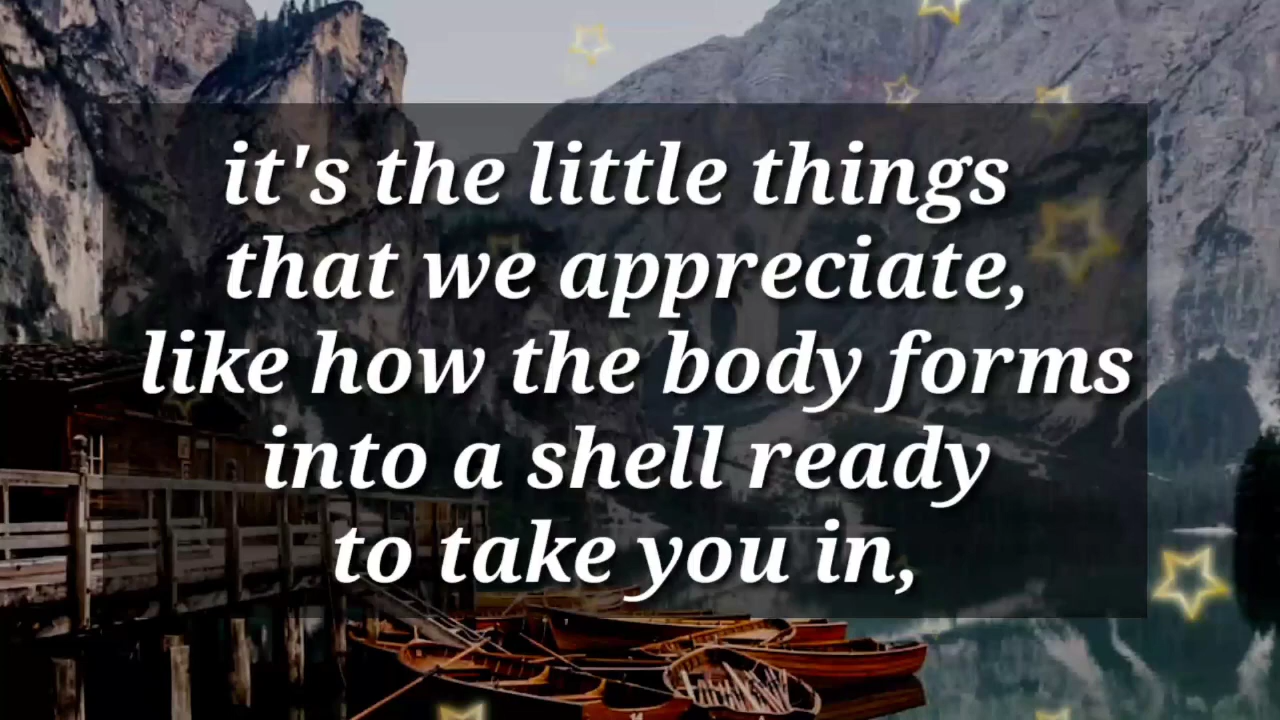 it's the little things
that we appreciate,
like how the body forms
into a shell ready
to take you in,